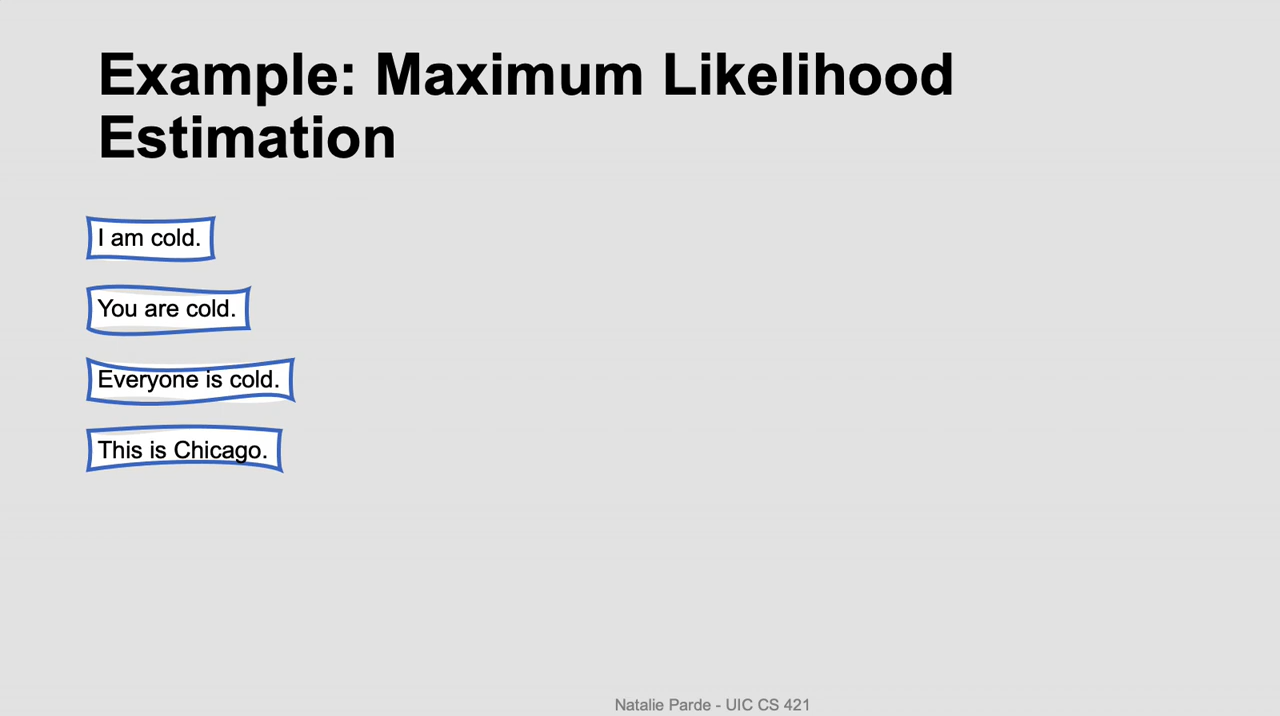 Example: Maximum Likelihood
Estimation
I am cold.
You are cold.
Everyone is cold.
This is Chicago.
Natalie Parde - UIC CS 421